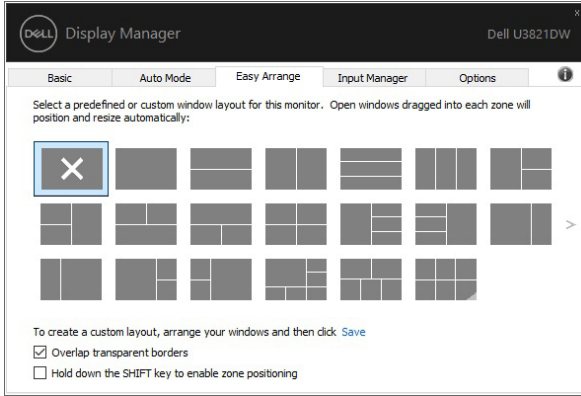 DELL Display Manager Dell U3821DW
Basic Auto Mode Easy Arrange Input Manager Options
Select a predefined or custom window layout for this monitor. Open windows dragged into each zone will
position and resize automatically:
To create a custom layout, arrange your windows and then click Save
Overlap transparent borders
Hold down the SHIFT key to enable zone positioning